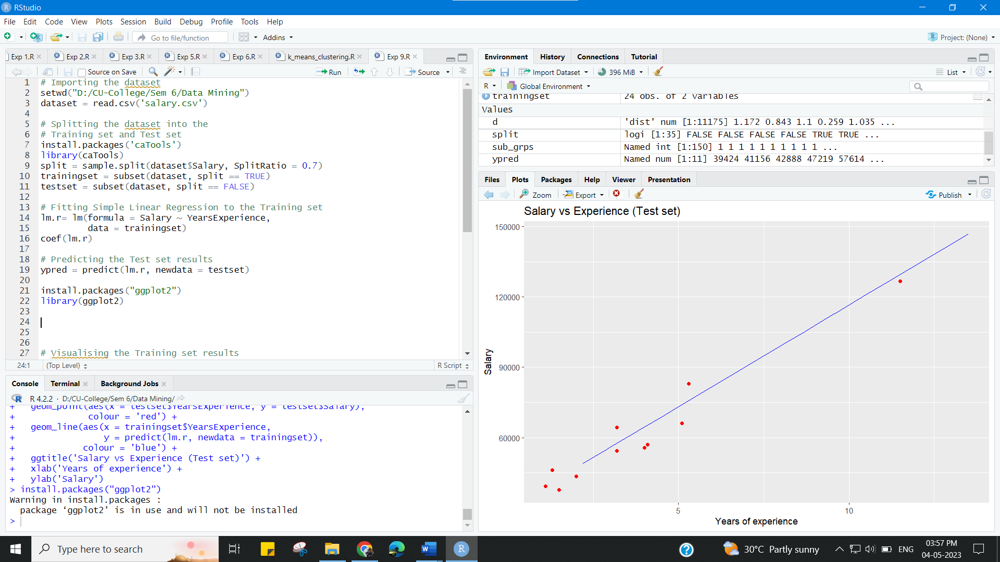 RStudio
File Edit Code View Plots Session Build Debug Profile Tools Help
Go to file/function Addins Project: (None)
Exp 1.R Exp 2.R Exp 3.R Exp 5.R Exp 6.R k_means_clustering.R Exp 9.R
Source on Save Run Source
1 # Importing the dataset
2 setwd("D:/CU-College/Sem 6/Data Mining")
3 dataset = read.csv('salary.csv')
4
5 # Splitting the dataset into the
6 # Training set and Test set
7 install.packages('caTools')
8 library(caTools)
9 split = sample.split(dataset$Salary, SplitRatio = 0.7)
10 trainingset = subset(dataset, split == TRUE)
11 testset = subset(dataset, split == FALSE)
12
13 # Fitting Simple Linear Regression to the Training set
14 lm.r= lm(formula = Salary ~ YearsExperience,
15 data = trainingset)
16 coef(lm.r)
17
18 # Predicting the Test set results
19 ypred = predict(lm.r, newdata = testset)
20
21 install.packages("ggplot2")
22 library(ggplot2)
23
24
25
26
27 # Visualising the Training set results
24:1 (Top Level) R Script
Console Terminal Background Jobs
R 4.2.2 · D:/CU-College/Sem 6/Data Mining/
+ geom_point(aes(x = testset$YearsExperience, y = testset$Salary),
+ colour = 'red') +
+ geom_line(aes(x = trainingset$YearsExperience,
+ y = predict(lm.r, newdata = trainingset)),
+ colour = 'blue') +
+ ggtitle('Salary vs Experience (Test set)') +
+ xlab('Years of experience') +
+ ylab('Salary')
> install.packages("ggplot2")
Warning in install.packages :
package ‘ggplot2’ is in use and will not be installed
>
Environment History Connections Tutorial
Import Dataset 396 MiB List
R Global Environment
trainingset 24 obs. of 2 variables
Values
d 'dist' num [1:11175] 1.172 0.843 1.1 0.259 1.035 ...
split logi [1:35] FALSE FALSE FALSE FALSE TRUE TRUE ...
sub_grps Named int [1:150] 1 1 1 1 1 1 1 1 1 1 ...
ypred Named num [1:11] 39424 41156 42888 47219 57614 ...
Files Plots Packages Help Viewer Presentation
Zoom Export Publish
Salary vs Experience (Test set)
150000
120000
90000
60000
Salary
5 10
Years of experience
Type here to search
30°C Partly sunny ENG 03:57 PM
04-05-2023